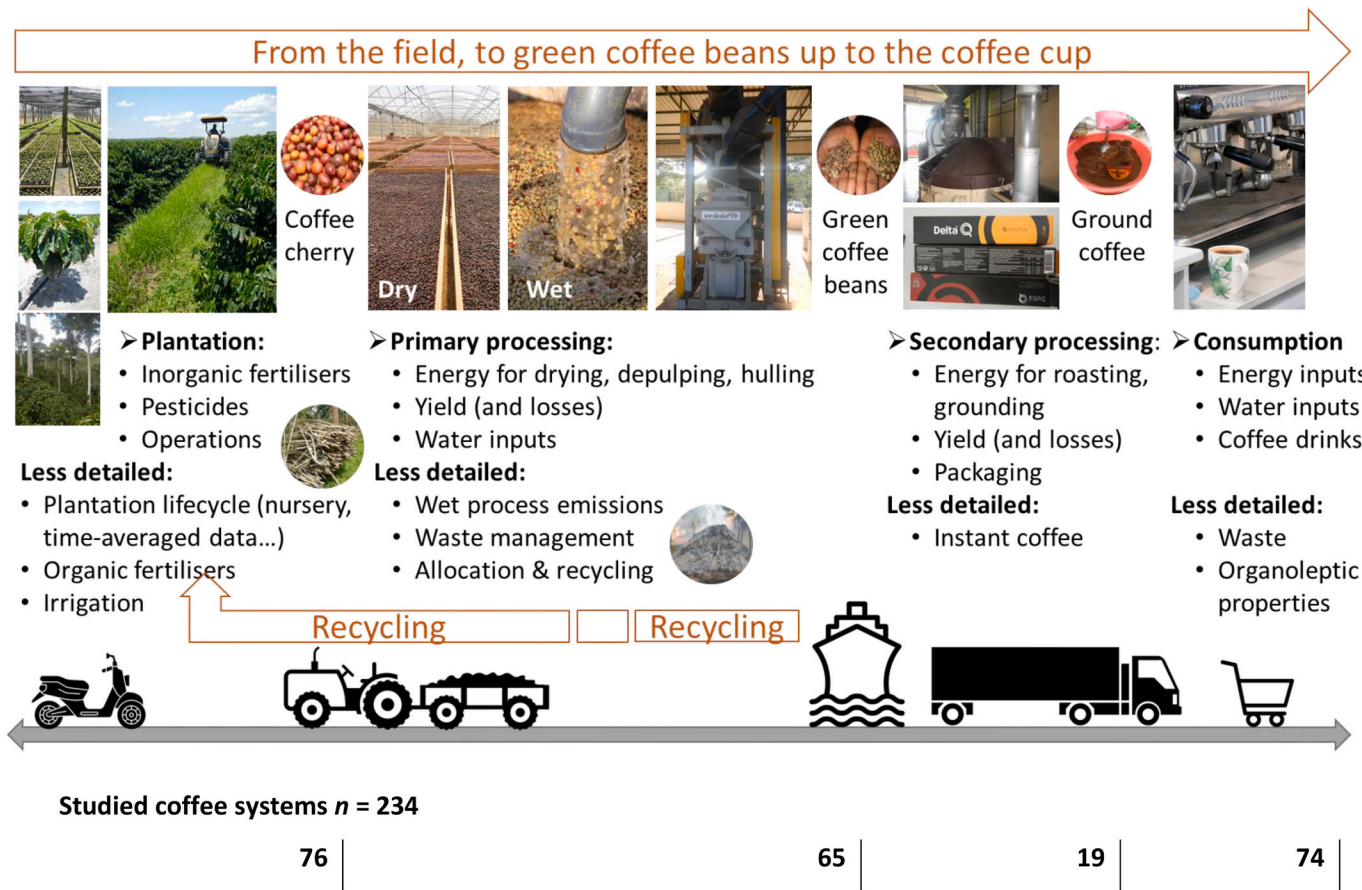 From the field, to green coffee beans up to the coffee cup
Coffee
cherry
Dry
Wet
Green
coffee
beans
Delta Q
Delta Q
Ground
coffee
➢ Plantation:
• Inorganic fertilisers
• Pesticides
• Operations
Less detailed:
• Plantation lifecycle (nursery,
time-averaged data...)
• Organic fertilisers
• Irrigation
➢ Primary processing:
• Energy for drying, depulping, hulling
• Yield (and losses)
• Water inputs
Less detailed:
• Wet process emissions
• Waste management
• Allocation & recycling
➢ Secondary processing:
• Energy for roasting,
grounding
• Yield (and losses)
• Packaging
Less detailed:
• Instant coffee
➢ Consumption
• Energy inputs
• Water inputs
• Coffee drinks
Less detailed:
• Waste
• Organoleptic
properties
Recycling
Recycling
Studied coffee systems n = 234
76
65
19
74